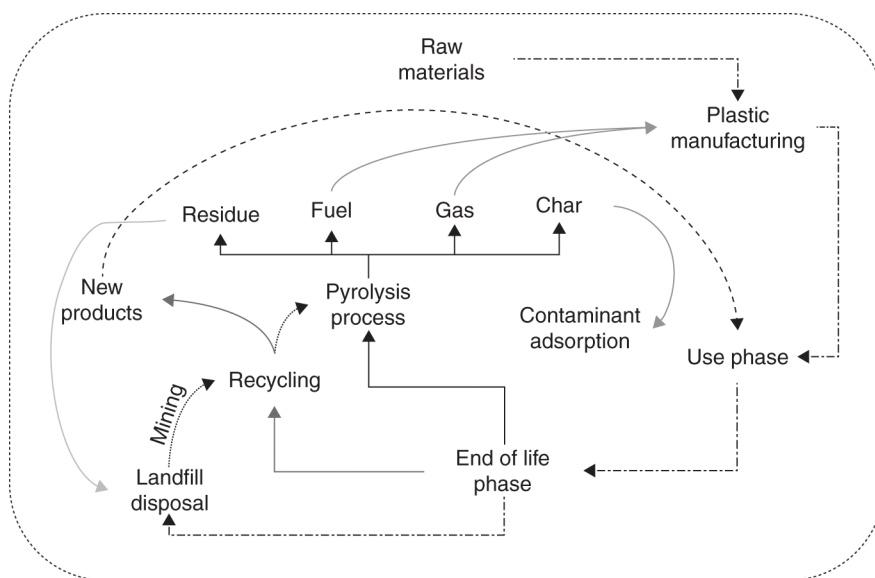 Raw
materials
Plastic
manufacturing
Residue
Fuel
Gas
Char
New
products
Pyrolysis
process
Contaminant
adsorption
Use phase
Recycling
Mining
Landfill
disposal
End of life
phase